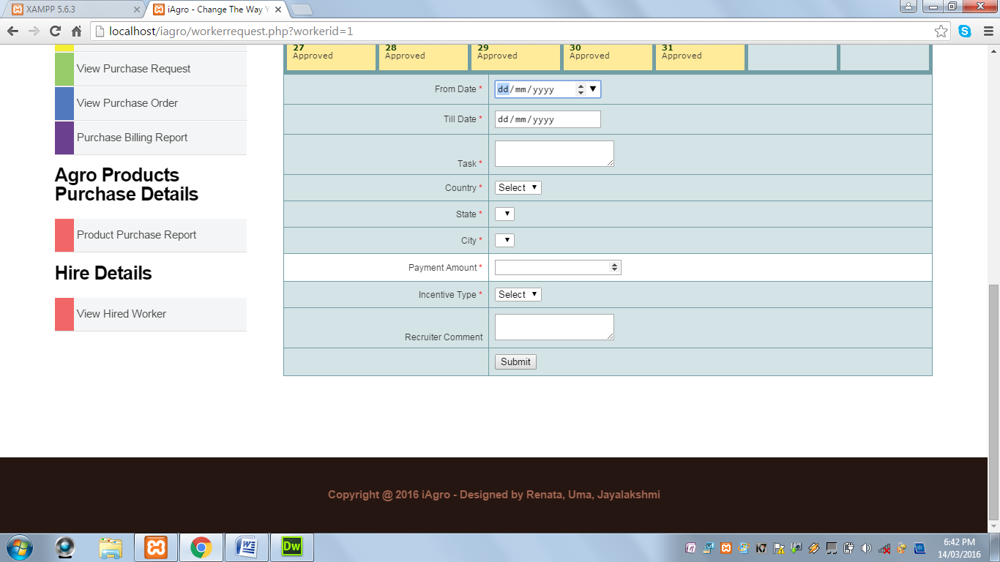 XAMPP 5.6.3
iAgro - Change The Way Y
localhost/iagro/workerrequest.php?workerid=1
27
Approved
28
Approved
29
Approved
30
Approved
31
Approved
View Purchase Request
View Purchase Order
Purchase Billing Report
Agro Products
Purchase Details
Product Purchase Report
Hire Details
View Hired Worker
From Date *
dd/mm/yyyy
Till Date *
dd/mm/yyyy
Task *
Country *
Select
State *
City *
Payment Amount *
Incentive Type *
Select
Recruiter Comment
Submit
Copyright @ 2016 iAgro - Designed by Renata, Uma, Jayalakshmi
Dw
K7
6:42 PM
14/03/2016